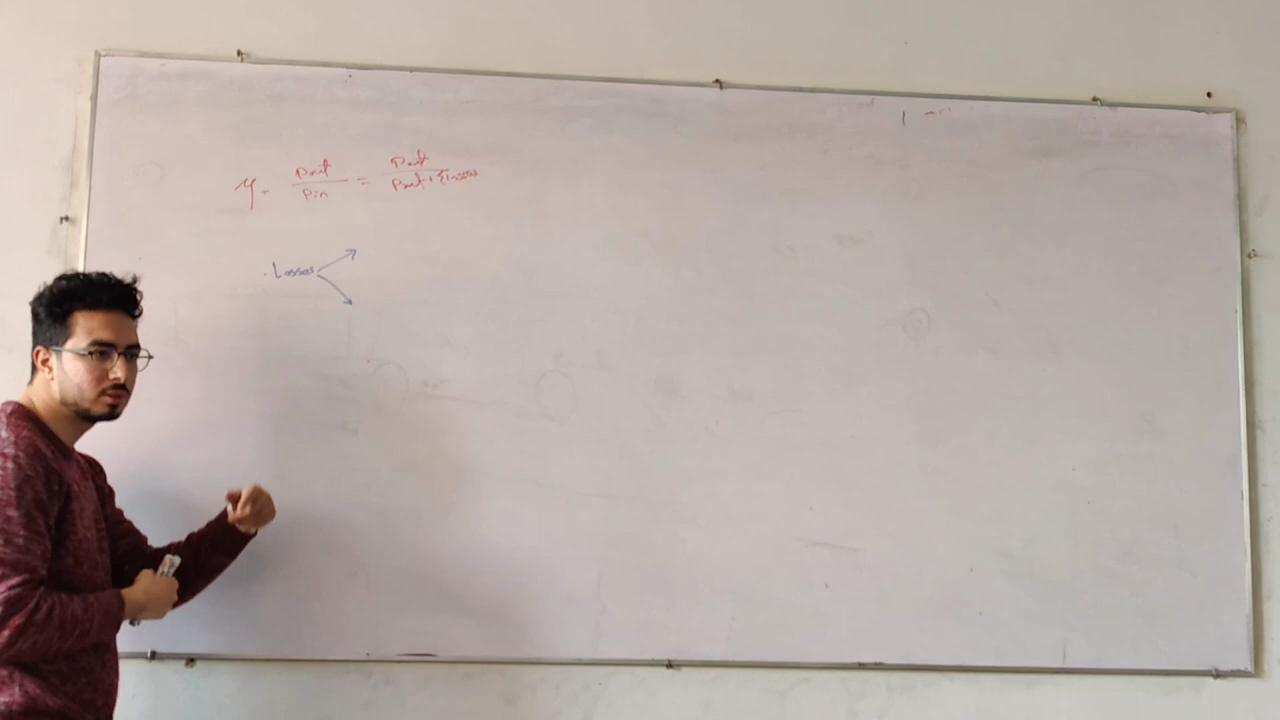 η = Pout / Pin = Pout / Pout + Σlosses
. Losses